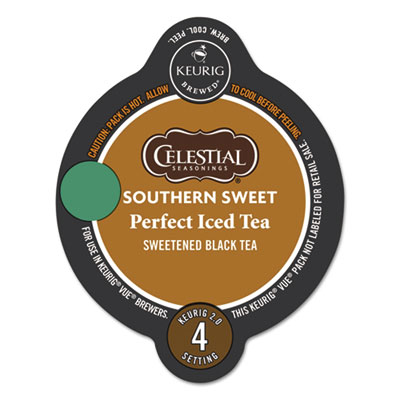 BREW. COOL. PEEL.
KEURIG
BREWED®
CAUTION: PACK IS HOT. ALLOW TO COOL BEFORE PEELING.
CELESTIAL
SEASONINGS
SOUTHERN SWEET
Perfect Iced Tea
SWEETENED BLACK TEA
FOR USE IN KEURIG® VUE® BREWERS.
THIS KEURIG® VUE® PACK NOT LABELED FOR RETAIL SALE.
KEURIG 2.0
4
SETTING